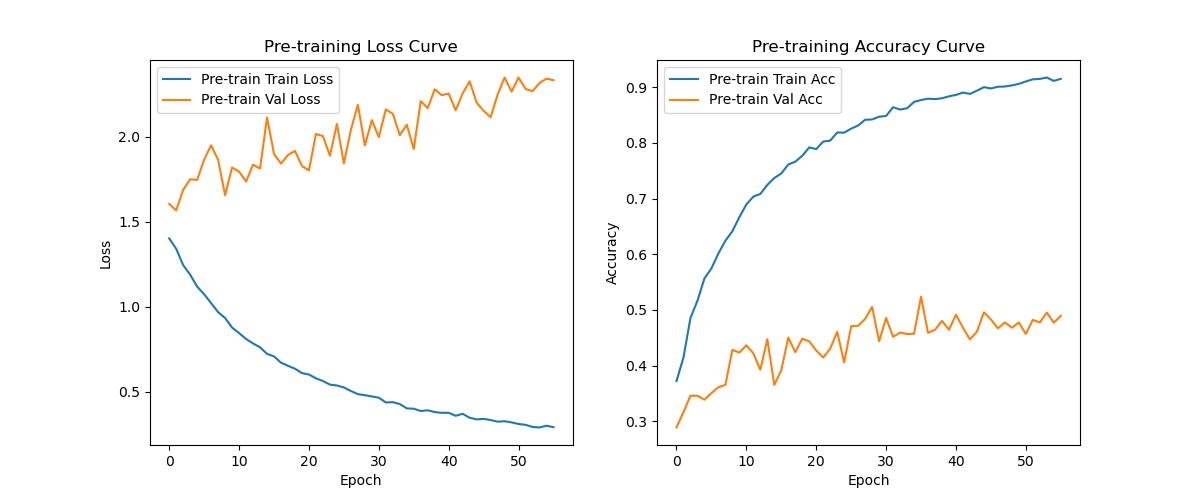 Pre-training Loss Curve
Pre-train Train Loss
Pre-train Val Loss
2.0
1.5
1.0
0.5
Loss
0 10 20 30 40 50
Epoch
Pre-training Accuracy Curve
Pre-train Train Acc
Pre-train Val Acc
0.9
0.8
0.7
0.6
0.5
0.4
0.3
Accuracy
0 10 20 30 40 50
Epoch